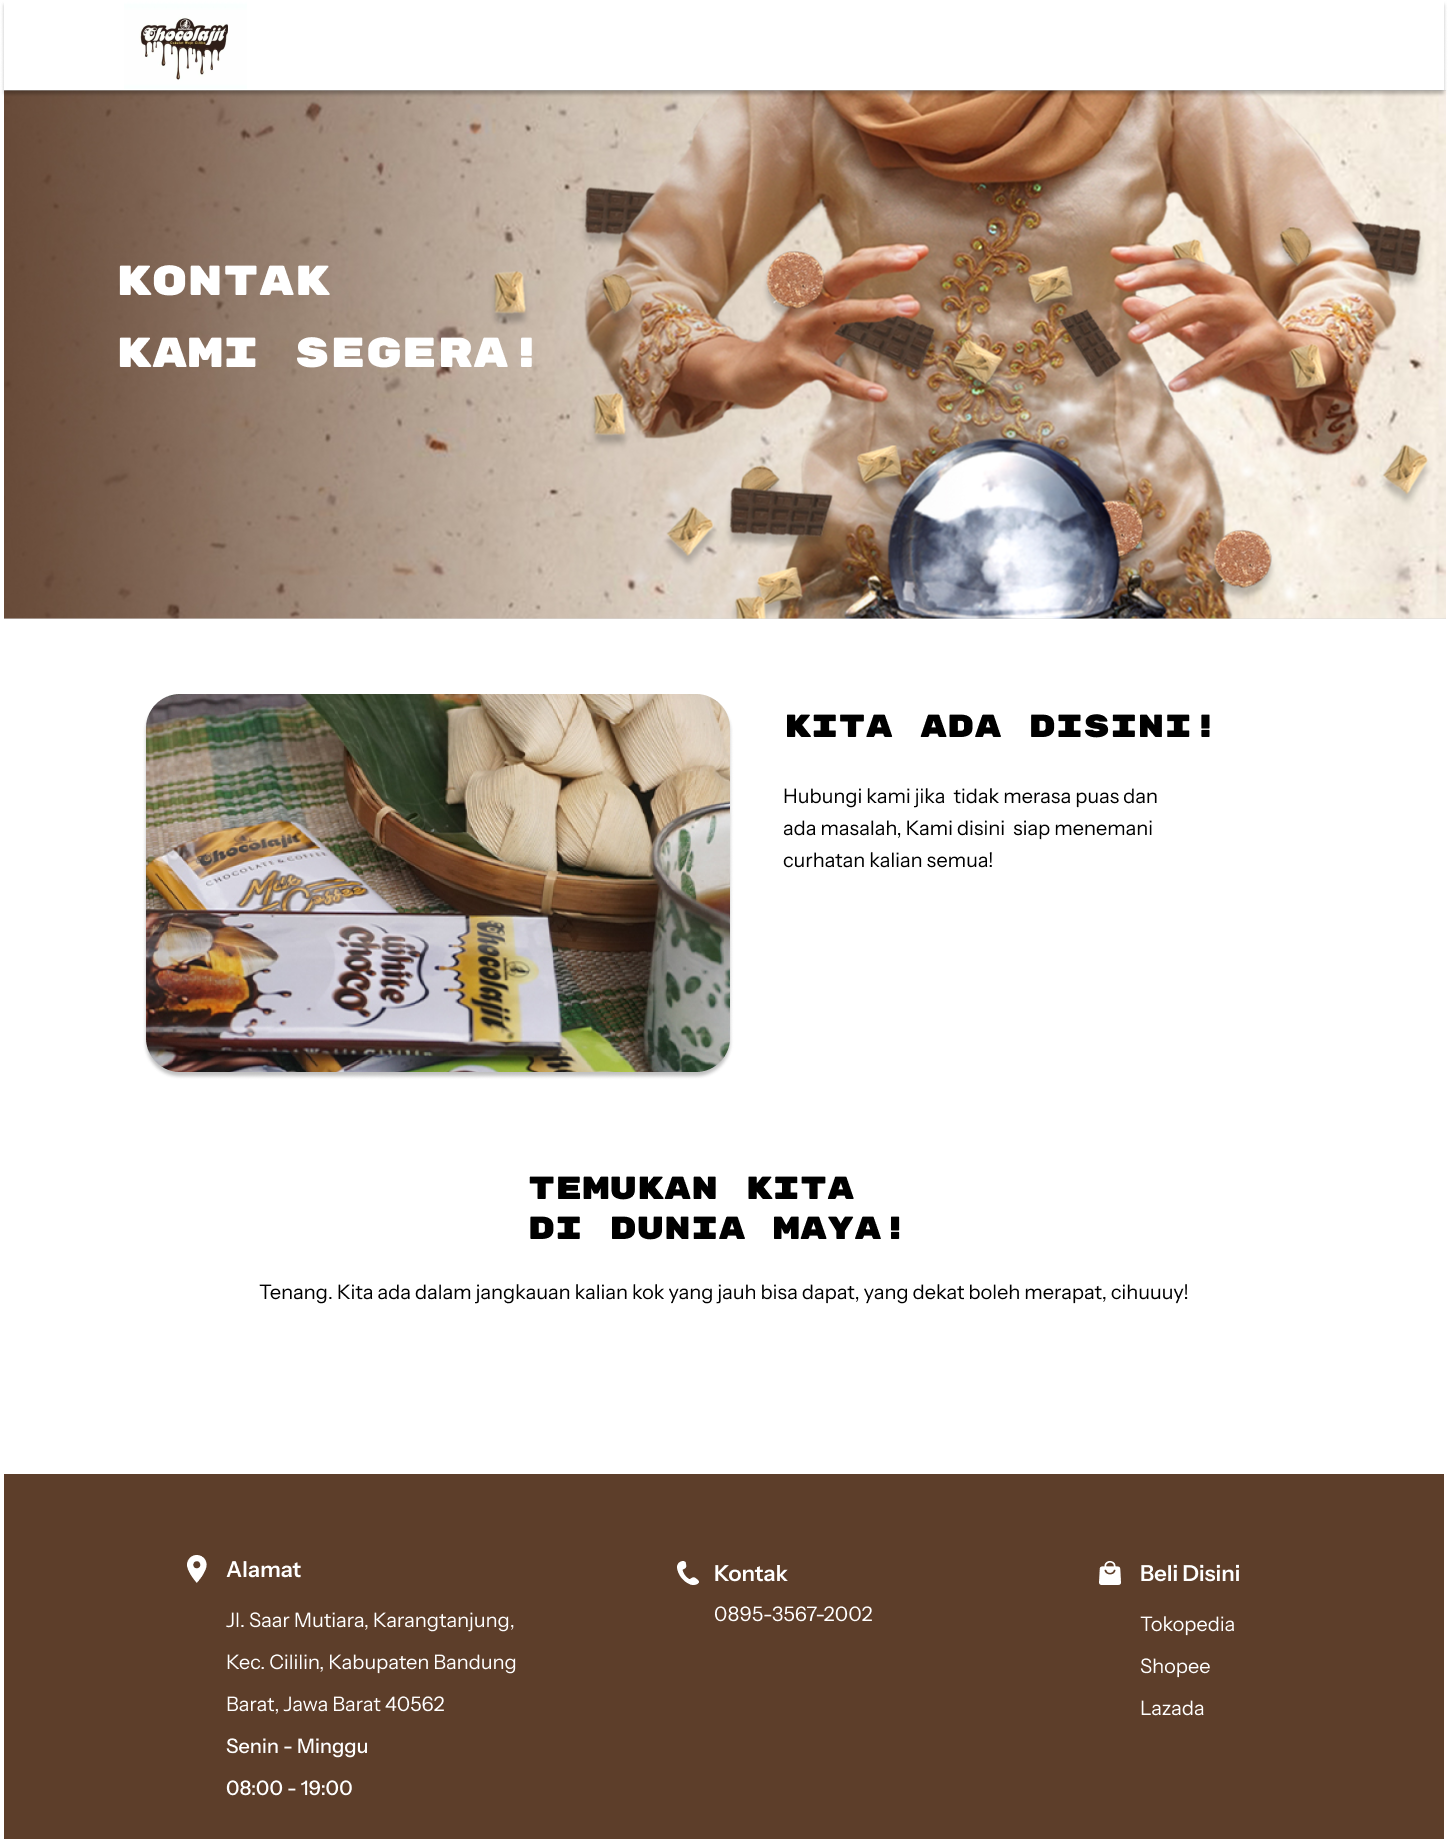 Chocolajit
KONTAK
KAMI SEGERA!
KITA ADA DISINI!
Hubungi kami jika tidak merasa puas dan
ada masalah, Kami disini siap menemani
curhatan kalian semua!
Chocolajit
CHOCOLATE & COFFEE
Milk
Coffee
white
choco
Chocolajit
Cokelat Wajit Cililin
TEMUKAN KITA
DI DUNIA MAYA!
Tenang. Kita ada dalam jangkauan kalian kok yang jauh bisa dapat, yang dekat boleh merapat, cihuuuy!
Alamat
Jl. Saar Mutiara, Karangtanjung,
Kec. Cililin, Kabupaten Bandung
Barat, Jawa Barat 40562
Senin - Minggu
08:00 - 19:00
Kontak
0895-3567-2002
Beli Disini
Tokopedia
Shopee
Lazada